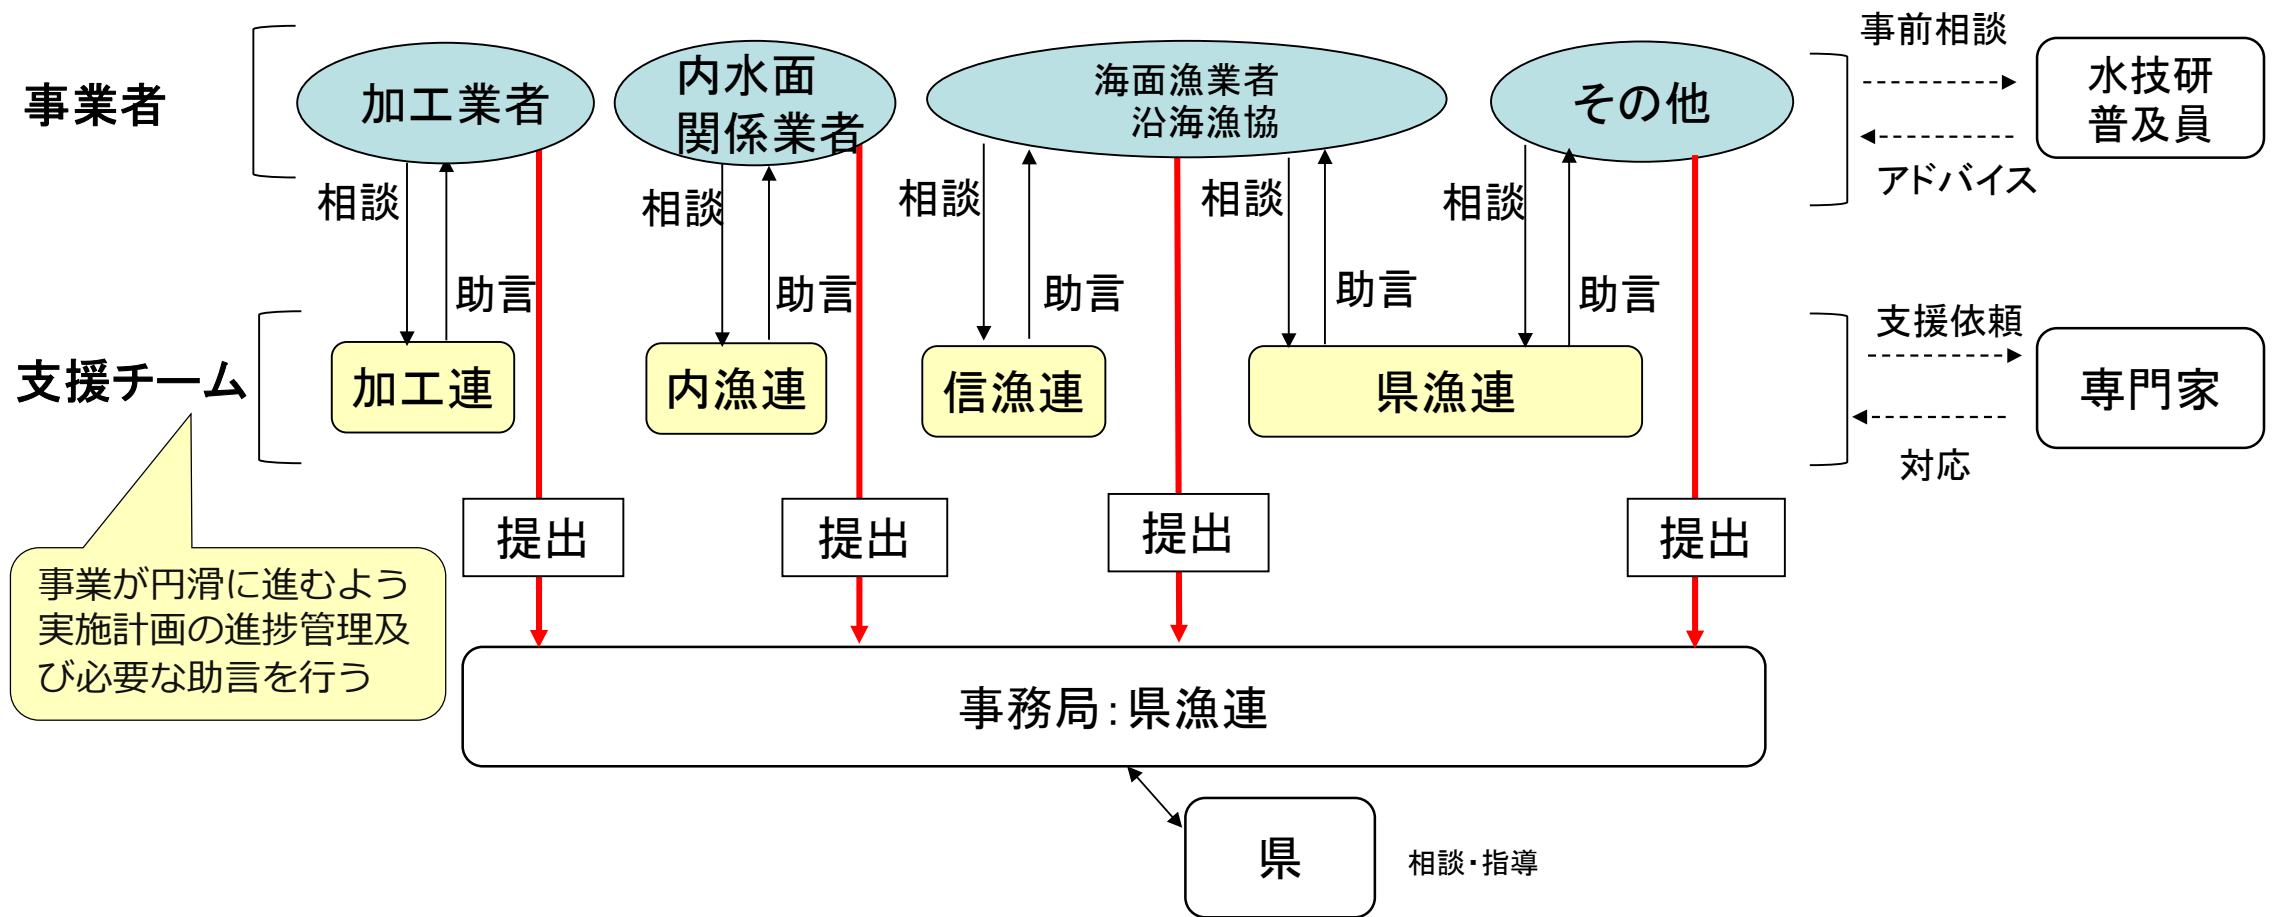 事業者
加工業者
内水面
関係業者
海面漁業者
沿海漁協
その他
事前相談
アドバイス
水技研
普及員
相談
助言
相談
助言
相談
助言
相談
助言
相談
助言
支援チーム
加工連
内漁連
信漁連
県漁連
支援依頼
対応
専門家
提出
提出
提出
提出
事業が円滑に進むよう
実施計画の進捗管理及
び必要な助言を行う
事務局：県漁連
県
相談・指導